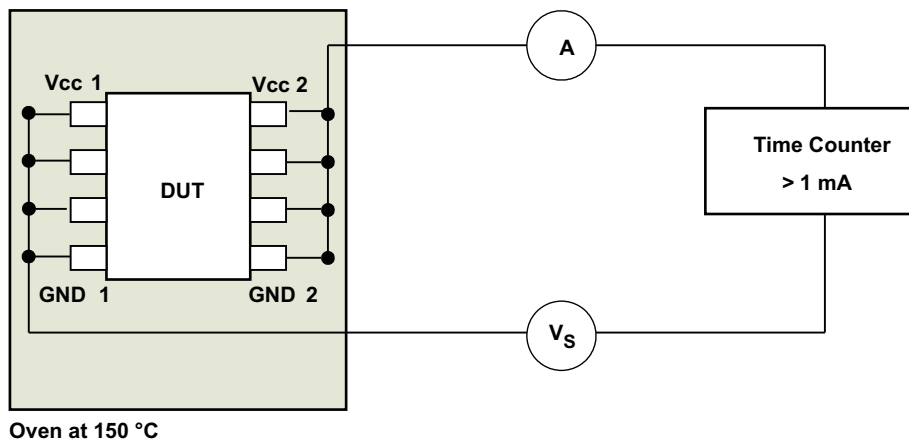 A
Vcc 1
Vcc 2
Time Counter
> 1 mA
DUT
GND 1
GND 2
VS
Oven at 150 °C